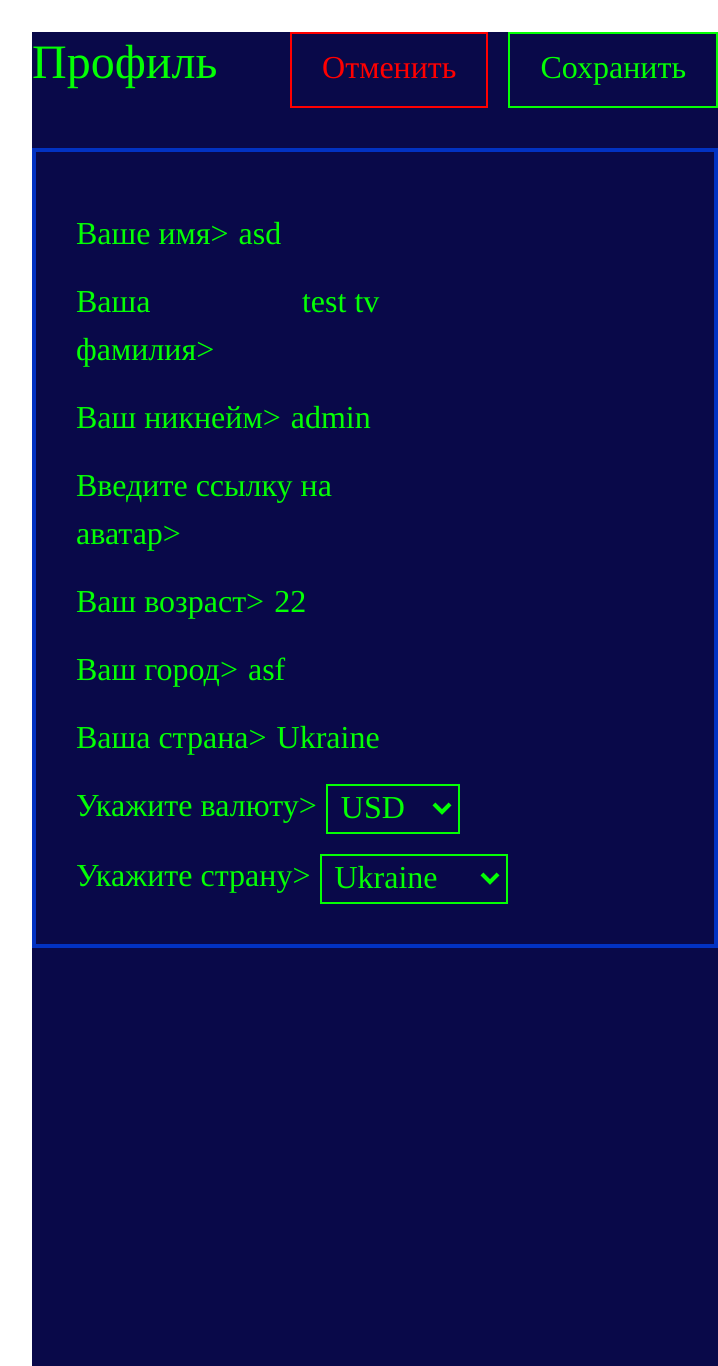 Профиль Отменить Сохранить
Ваше имя> asd
Ваша test tv
фамилия>
Ваш никнейм> admin
Введите ссылку на
аватар>
Ваш возраст> 22
Ваш город> asf
Ваша страна> Ukraine
Укажите валюту> USD
Укажите страну> Ukraine